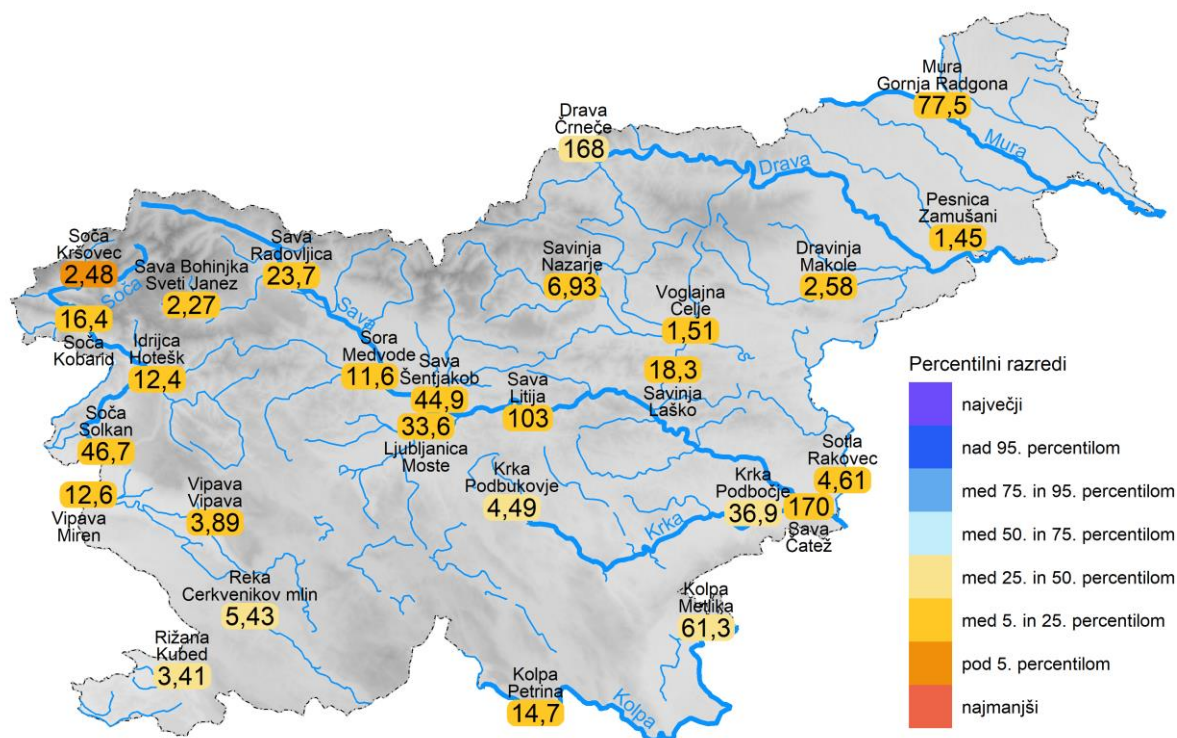 Mura
Gornja Radgona
77,5
Mura
Drava
Črneče
168
Drava
Pesnica
Zamušani
1,45
Soča
Kršovec
2,48
Soča
Sava Bohinjka
Sveti Janez
2,27
Sava
Radovljica
23,7
Sava
Savinja
Nazarje
6,93
Dravinja
Makole
2,58
Voglajna
Celje
1,51
16,4
Soča
Kobarid
Idrijca
Hotešk
12,4
Sora
Medvode
11,6
Sava
Šentjakob
44,9
33,6
Ljubljanica
Moste
Sava
Litija
103
18,3
Savinja
Laško
Soča
Solkan
46,7
12,6
Vipava
Miren
Vipava
Vipava
3,89
Krka
Podbukovje
4,49
Krka
Krka
Podbočje
36,9
Sotla
Rakovec
4,61
170
Sava
Čatež
Reka
Cerkvenikov mlin
5,43
Rižana
Kubed
3,41
Kolpa
Metlika
61,3
Kolpa
Petrina
14,7
Kolpa
Percentilni razredi
največji
nad 95. percentilom
med 75. in 95. percentilom
med 50. in 75. percentilom
med 25. in 50. percentilom
med 5. in 25. percentilom
pod 5. percentilom
najmanjši